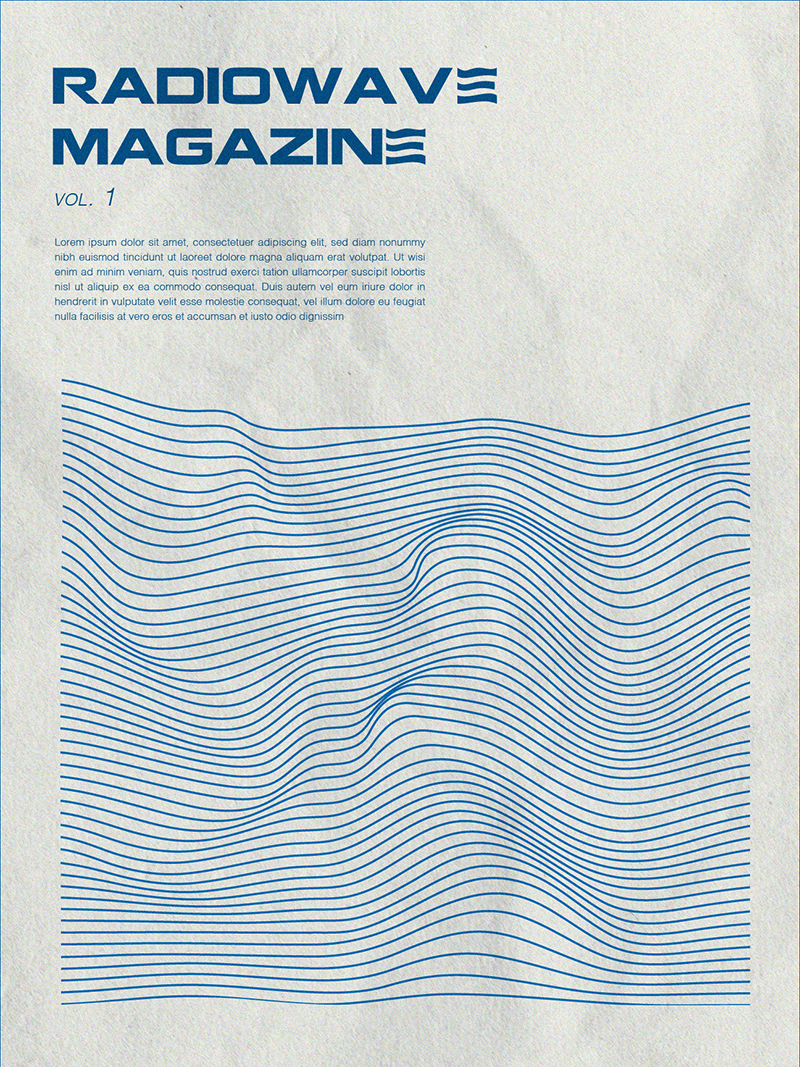 RADIOWAVE
MAGAZINE
VOL. 1
Lorem ipsum dolor sit amet, consectetuer adipiscing elit, sed diam nonummy
nibh euismod tincidunt ut laoreet dolore magna aliquam erat volutpat. Ut wisi
enim ad minim veniam, quis nostrud exerci tation ullamcorper suscipit lobortis
nisl ut aliquip ex ea commodo consequat. Duis autem vel eum iriure dolor in
hendrerit in vulputate velit esse molestie consequat, vel illum dolore eu feugiat
nulla facilisis at vero eros et accumsan et iusto odio dignissim